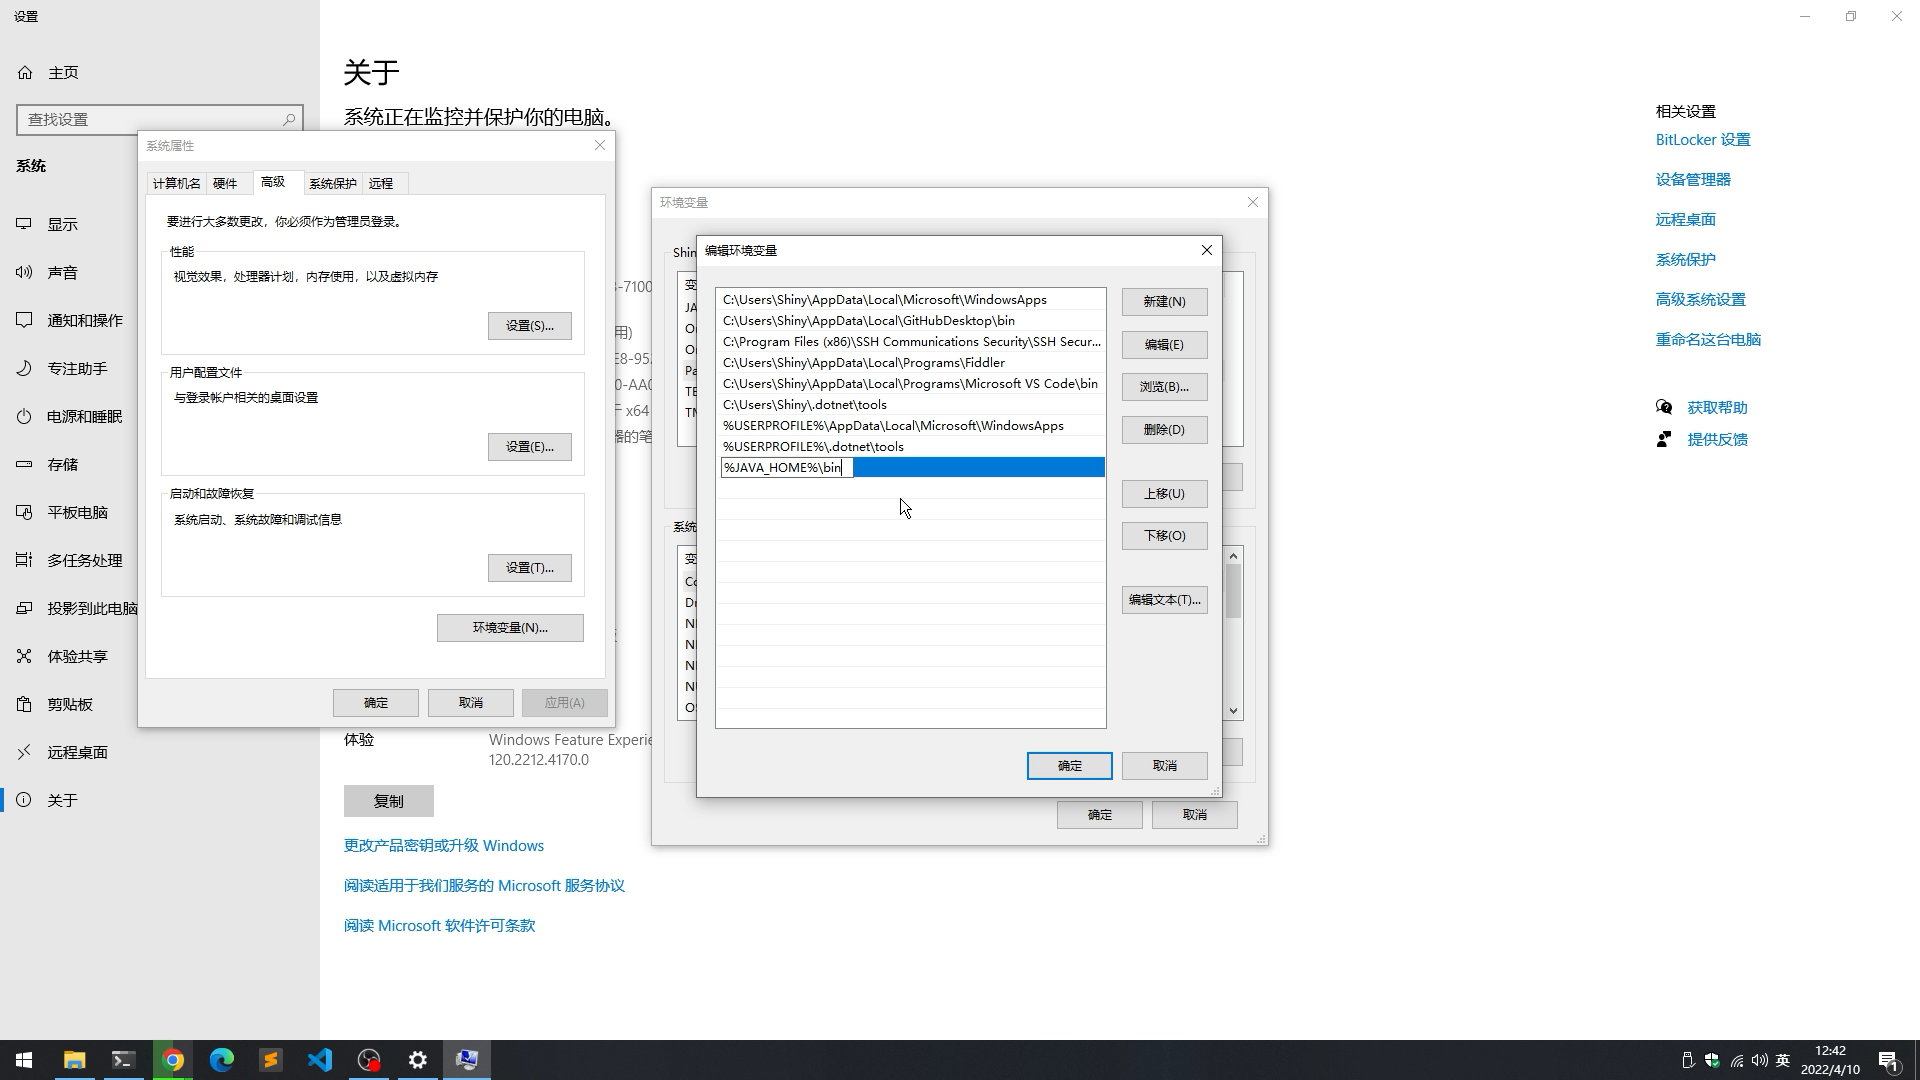 设置
主页
查找设置
系统
显示
声音
通知和操作
专注助手
电源和睡眠
存储
平板电脑
多任务处理
投影到此电脑
体验共享
剪贴板
远程桌面
关于
关于
系统正在监控并保护你的电脑。
系统属性
计算机名
硬件
高级
系统保护
远程
要进行大多数更改，你必须作为管理员登录。
性能
视觉效果，处理器计划，内存使用，以及虚拟内存
设置(S)...
用户配置文件
与登录帐户相关的桌面设置
设置(E)...
启动和故障恢复
系统启动、系统故障和调试信息
设置(T)...
环境变量(N)...
确定
取消
应用(A)
体验
Windows Feature Experie
120.2212.4170.0
复制
更改产品密钥或升级 Windows
阅读适用于我们服务的 Microsoft 服务协议
阅读 Microsoft 软件许可条款
环境变量
Shin
变
JA
Pa
系统
变
编辑环境变量
C:\Users\Shiny\AppData\Local\Microsoft\WindowsApps
C:\Users\Shiny\AppData\Local\GitHubDesktop\bin
C:\Program Files (x86)\SSH Communications Security\SSH Secur...
C:\Users\Shiny\AppData\Local\Programs\Fiddler
C:\Users\Shiny\AppData\Local\Programs\Microsoft VS Code\bin
C:\Users\Shiny\.dotnet\tools
%USERPROFILE%\AppData\Local\Microsoft\WindowsApps
%USERPROFILE%\.dotnet\tools
%JAVA_HOME%\bin
新建(N)
编辑(E)
浏览(B)...
删除(D)
上移(U)
下移(O)
编辑文本(T)...
确定
取消
确定
取消
相关设置
BitLocker 设置
设备管理器
远程桌面
系统保护
高级系统设置
重命名这台电脑
获取帮助
提供反馈
英
12:42
2022/4/10
1